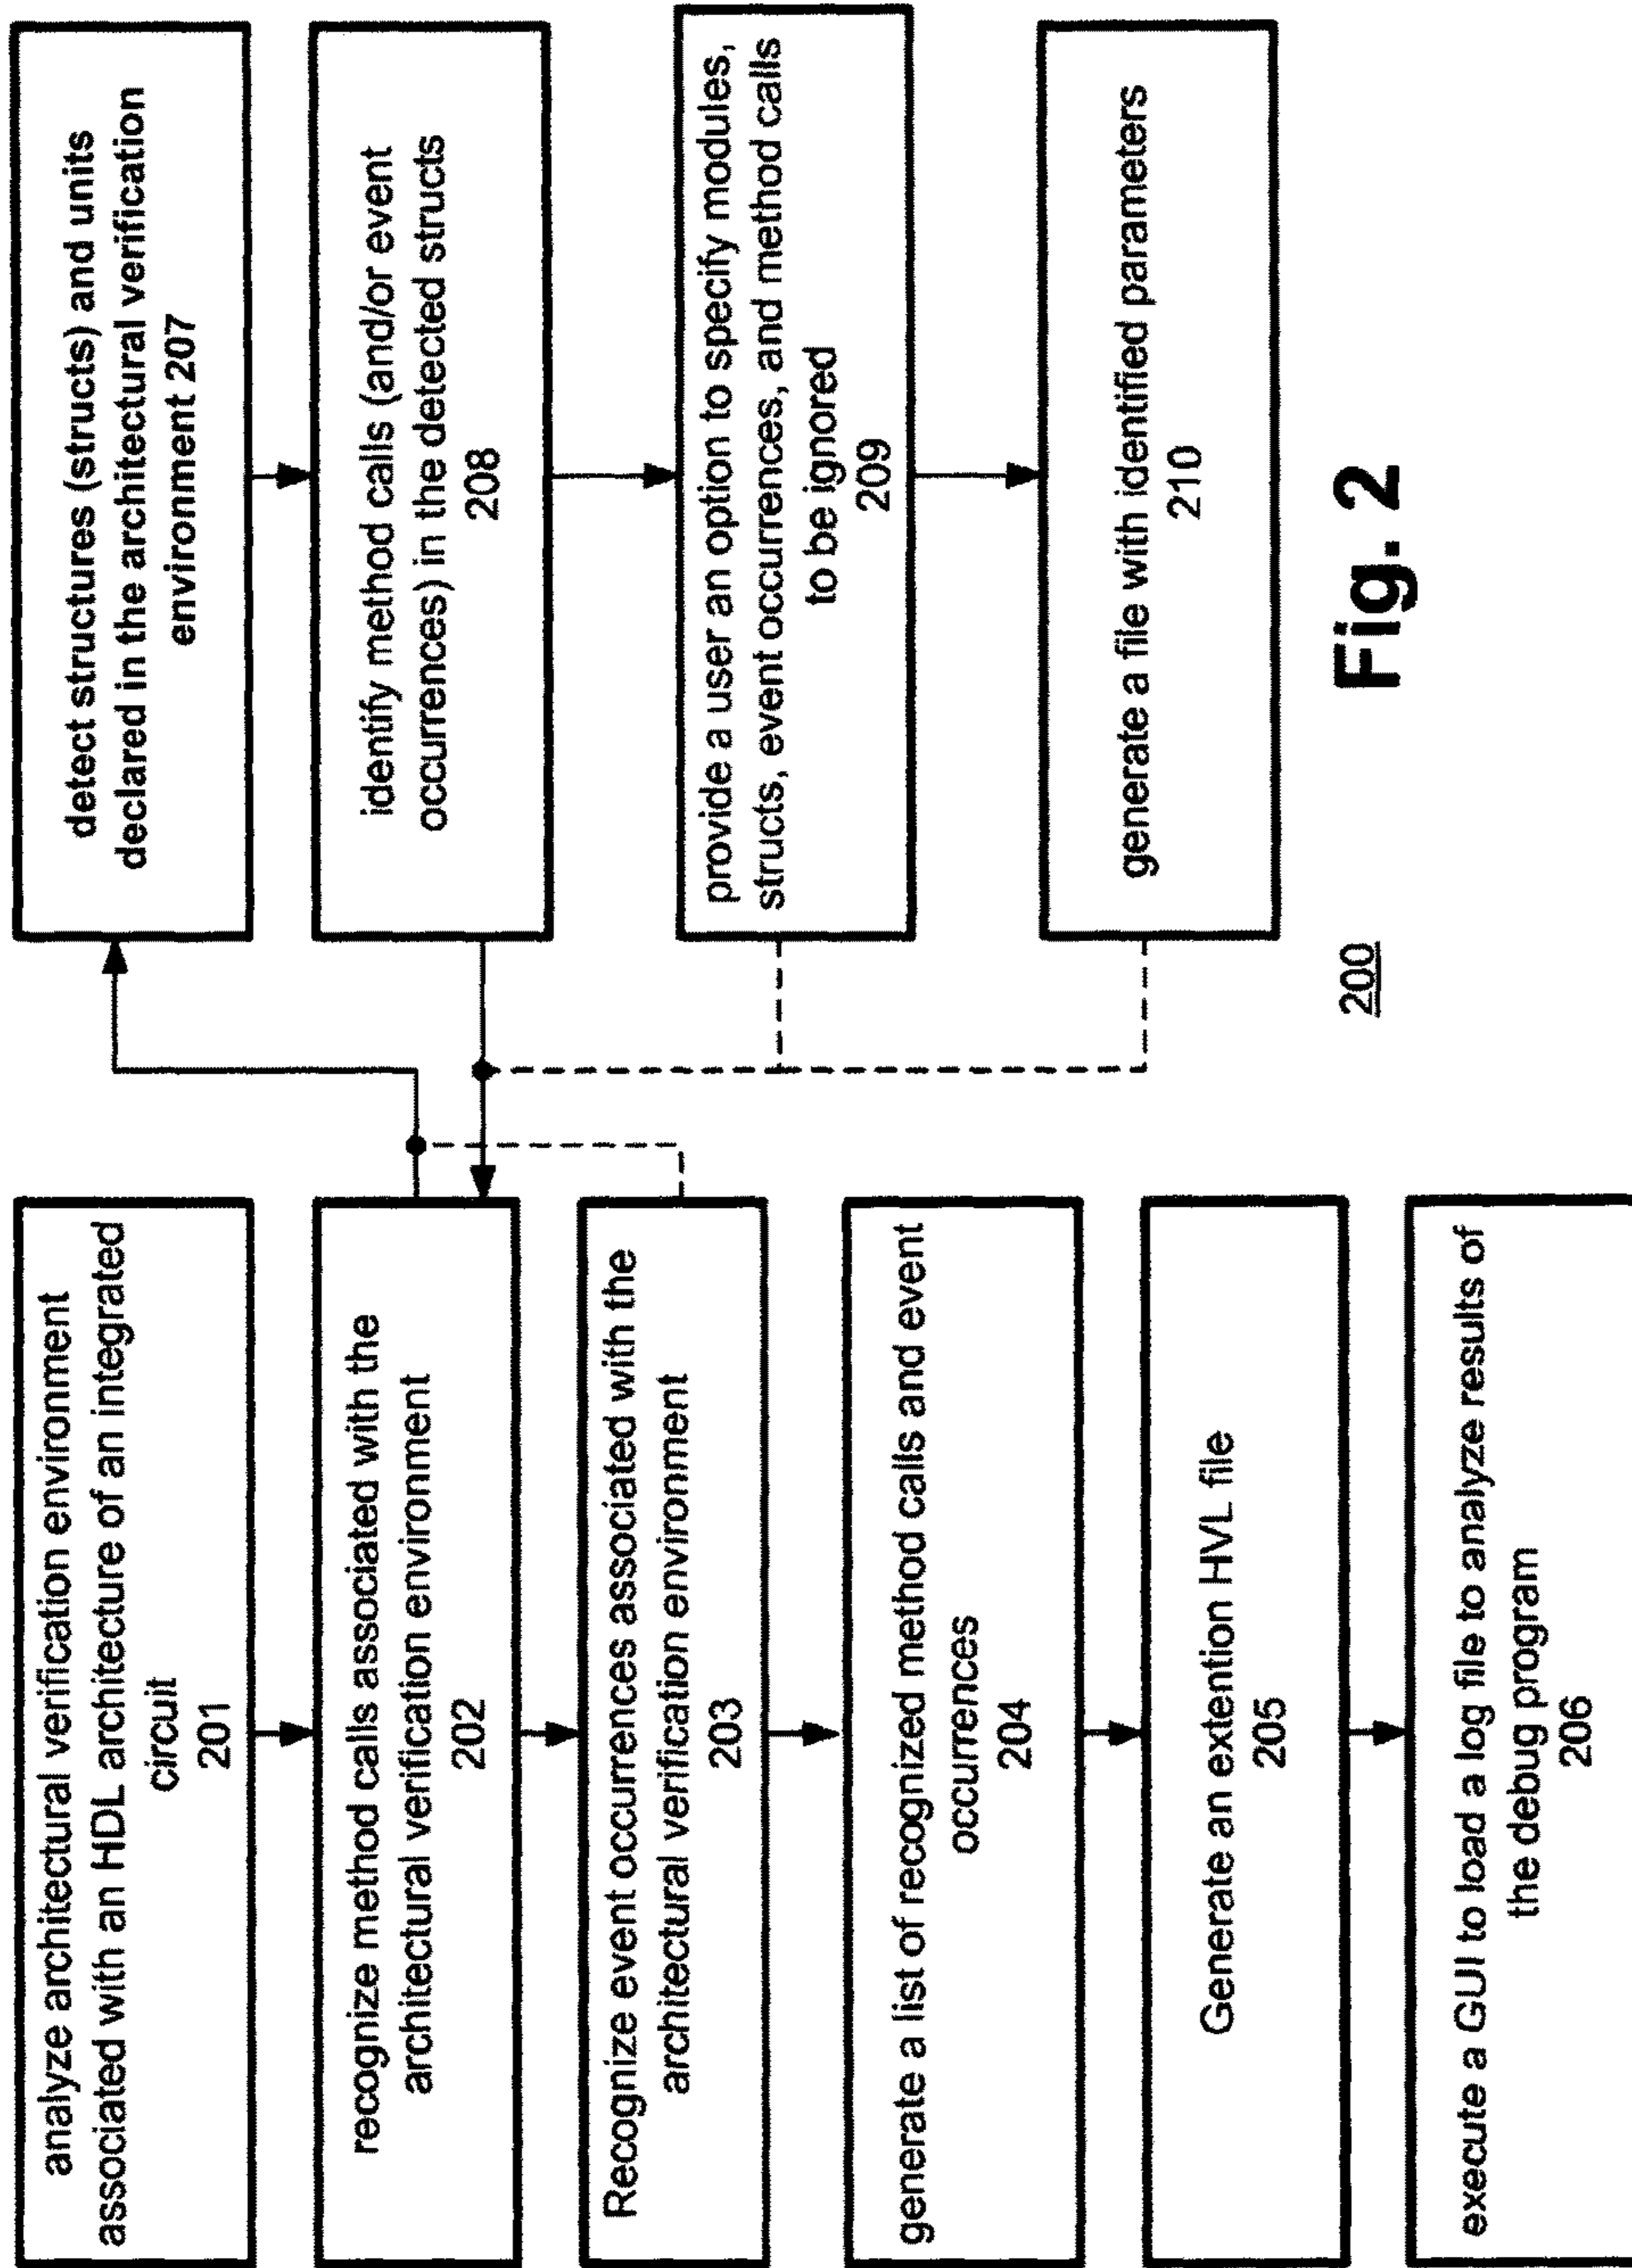 analyze architectural verification environment
associated with an HDL architecture of an integrated
circuit
201
recognize method calls associated with the
architectural verification environment
202
Recognize event occurrences associated with the
architectural verification environment
203
generate a list of recognized method calls and event
occurrences
204
Generate an extention HVL file
205
execute a GUI to load a log file to analyze results of
the debug program
206
detect structures (structs) and units
declared in the architectural verification
environment 207
identify method calls (and/or event
occurrences) in the detected structs
208
provide a user an option to specify modules,
structs, event occurrences, and method calls
to be ignored
209
generate a file with identified parameters
210
200
Fig. 2